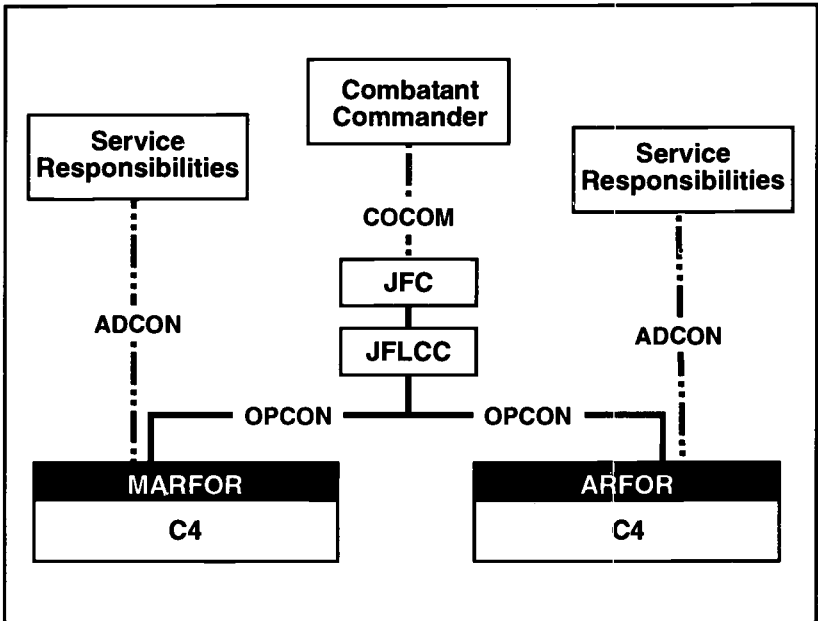 Combatant
Commander
Service
Responsibilities
Service
Responsibilities
COCOM
JFC
ADCON
ADCON
JFLCC
OPCON
OPCON
MARFOR
ARFOR
C4
C4